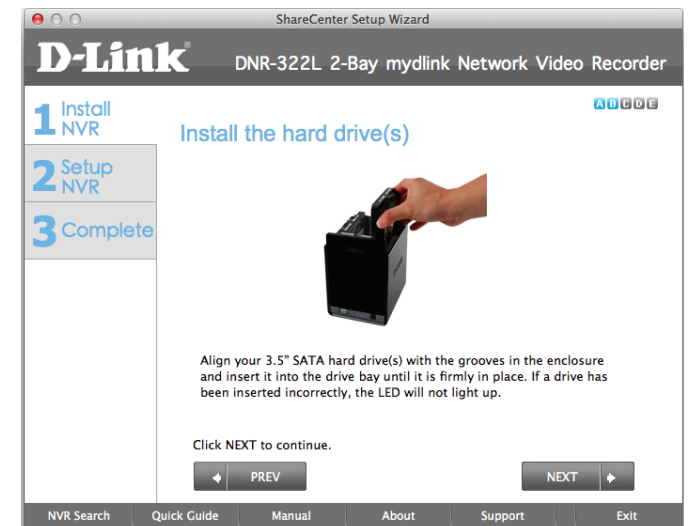 ShareCenter Setup Wizard
D-Link®
DNR-322L 2-Bay mydlink Network Video Recorder
A B C D E
1 Install NVR
2 Setup NVR
3 Complete
Install the hard drive(s)
Align your 3.5" SATA hard drive(s) with the grooves in the enclosure
and insert it into the drive bay until it is firmly in place. If a drive has
been inserted incorrectly, the LED will not light up.
Click NEXT to continue.
PREV
NEXT
NVR Search
Quick Guide
Manual
About
Support
Exit